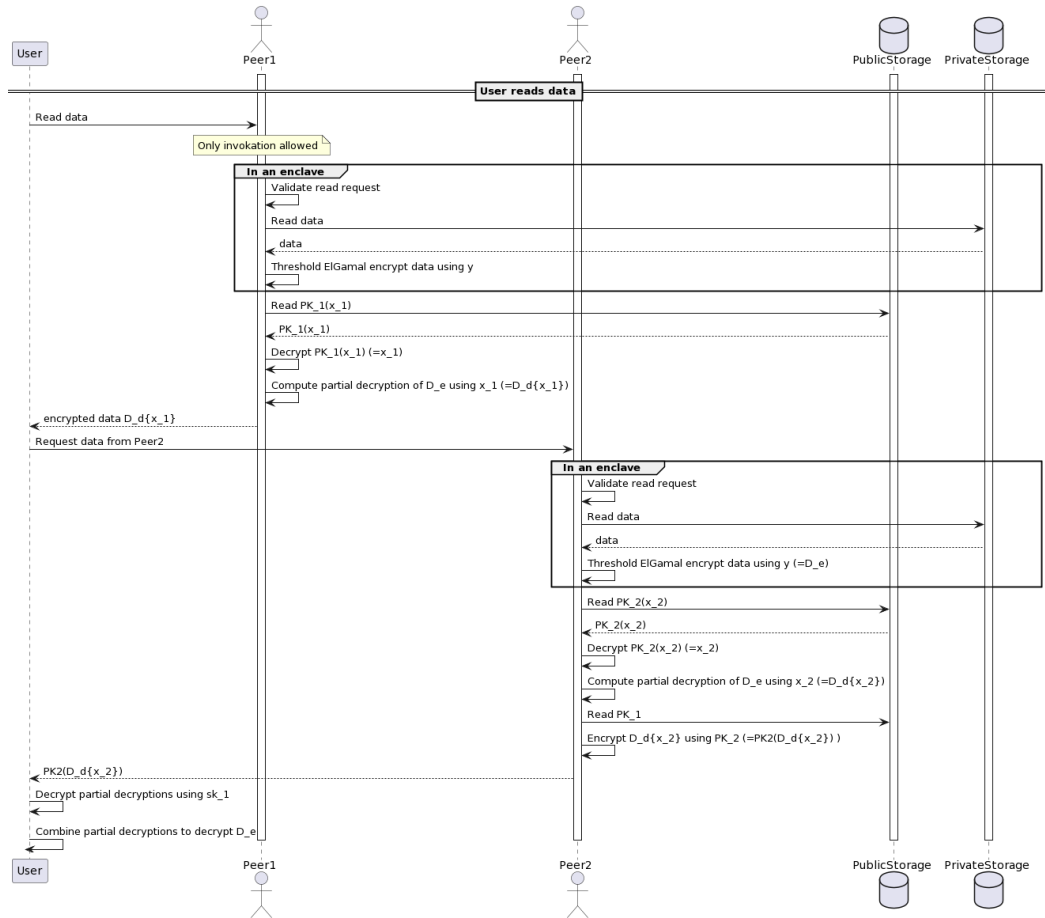 User
Peer1
Peer2
PublicStorage
PrivateStorage
User reads data
Read data
Only invokation allowed
In an enclave
Validate read request
Read data
data
Threshold ElGamal encrypt data using y
Read PK_1(x_1)
PK_1(x_1)
Decrypt PK_1(x_1) (=x_1)
Compute partial decryption of D_e using x_1 (=D_d{x_1})
encrypted data D_d{x_1}
Request data from Peer2
In an enclave
Validate read request
Read data
data
Threshold ElGamal encrypt data using y (=D_e)
Read PK_2(x_2)
PK_2(x_2)
Decrypt PK_2(x_2) (=x_2)
Compute partial decryption of D_e using x_2 (=D_d{x_2})
Read PK_1
Encrypt D_d{x_2} using PK_2 (=PK2(D_d{x_2}) )
PK2(D_d{x_2})
Decrypt partial decryptions using sk_1
Combine partial decryptions to decrypt D_e
User
Peer1
Peer2
PublicStorage
PrivateStorage